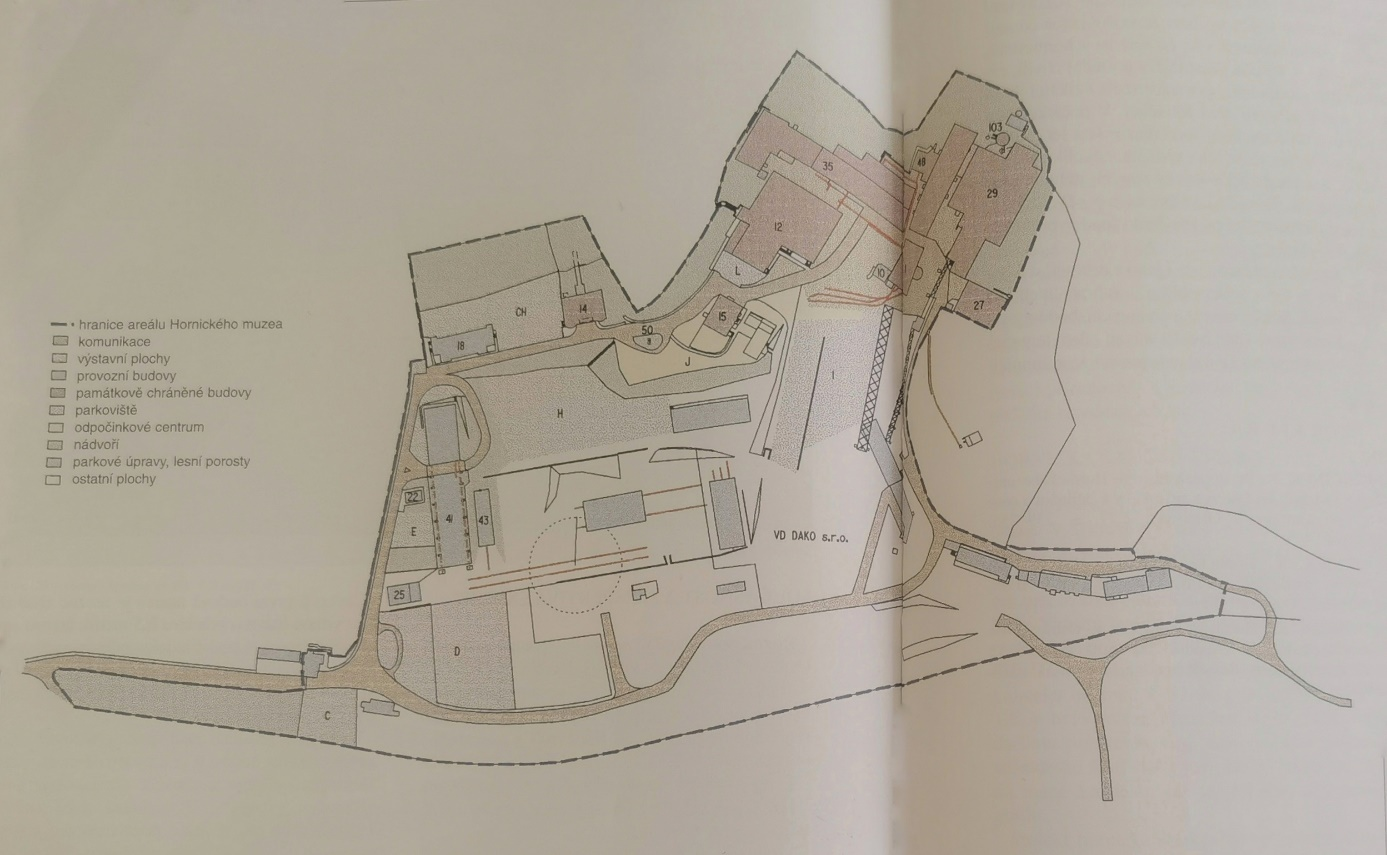 hranice areálu Hornického muzea
komunikace
výstavní plochy
provozní budovy
památkově chráněné budovy
parkoviště
odpočinkové centrum
nádvoří
parkové úpravy, lesní porosty
ostatní plochy
103
35
48
29
12
L
10
27
CH
14
15
50
18
J
I
H
22
41
43
E
VD DAKO s.r.o.
25
D
C